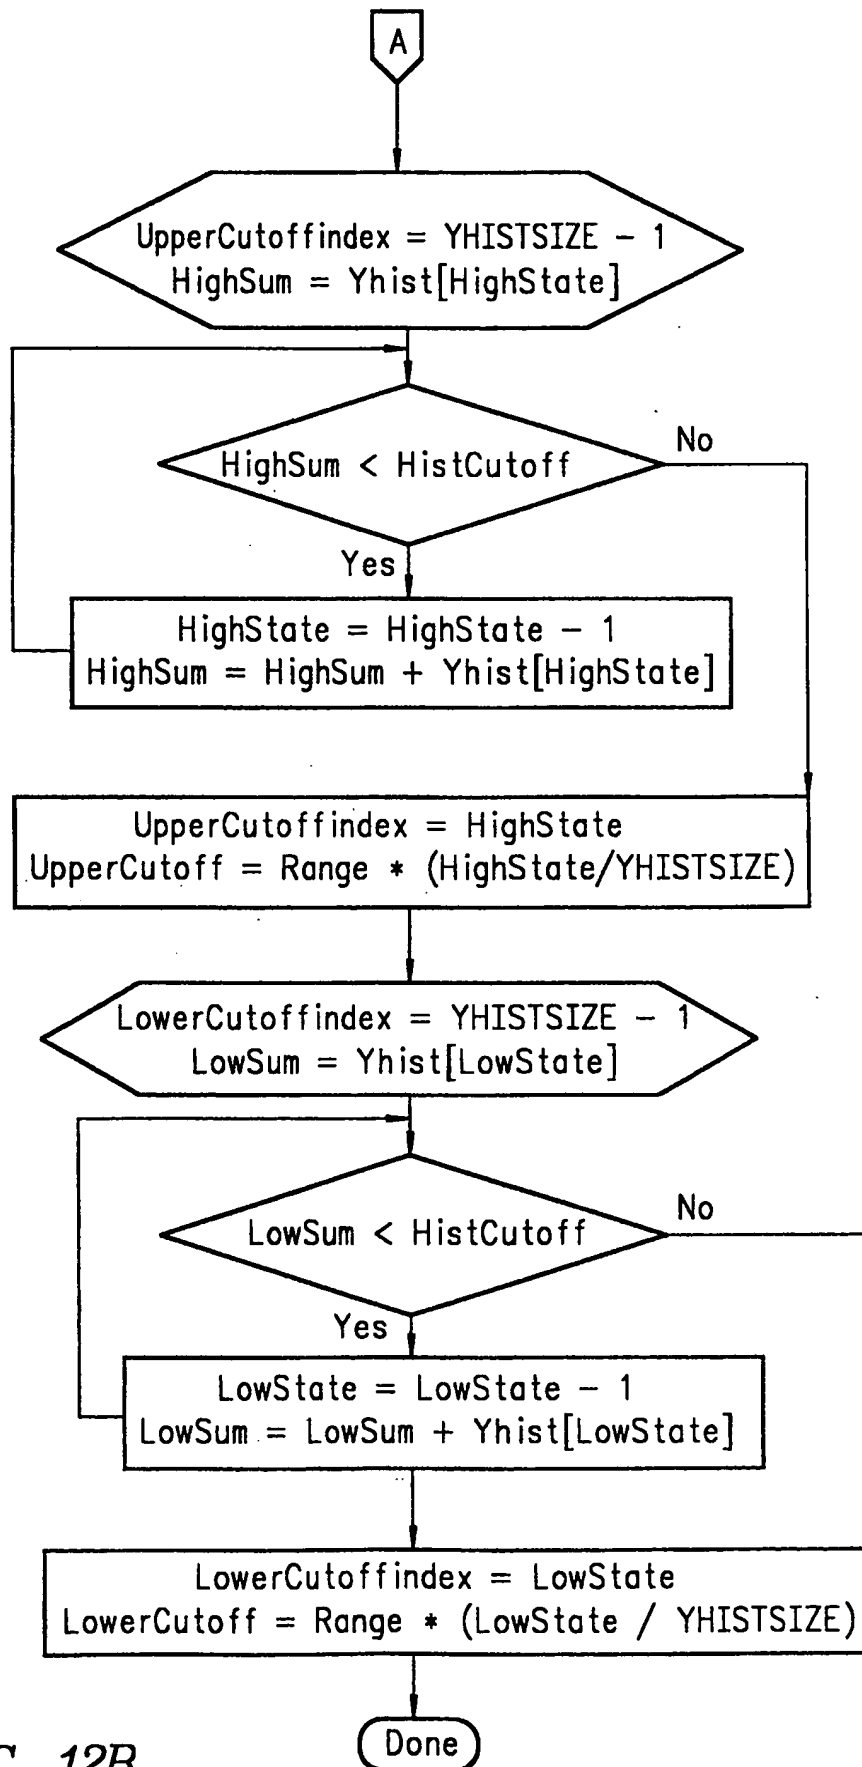 A
UpperCutoffindex = YHISTSIZE - 1
HighSum = Yhist[HighState]
HighSum < HistCutoff
No
Yes
HighState = HighState - 1
HighSum = HighSum + Yhist[HighState]
UpperCutoffindex = HighState
UpperCutoff = Range * (HighState/YHISTSIZE)
LowerCutoffindex = YHISTSIZE - 1
LowSum = Yhist[LowState]
LowSum < HistCutoff
No
Yes
LowState = LowState - 1
LowSum = LowSum + Yhist[LowState]
LowerCutoffindex = LowState
LowerCutoff = Range * (LowState / YHISTSIZE)
Done
12B